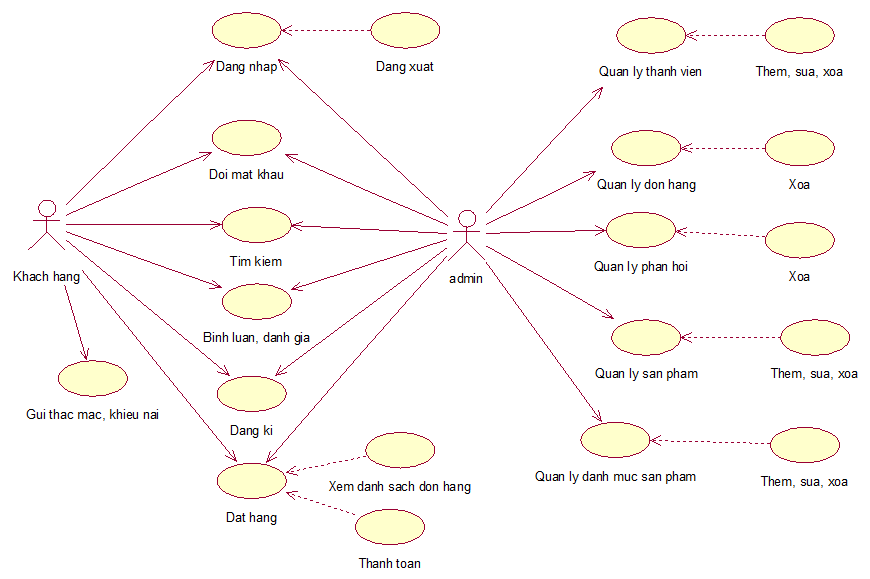 Dang nhap
Dang xuat
Quan ly thanh vien
Them, sua, xoa
Doi mat khau
Quan ly don hang
Xoa
Khach hang
Tim kiem
admin
Quan ly phan hoi
Xoa
Binh luan, danh gia
Quan ly san pham
Them, sua, xoa
Gui thac mac, khieu nai
Dang ki
Quan ly danh muc san pham
Them, sua, xoa
Xem danh sach don hang
Dat hang
Thanh toan